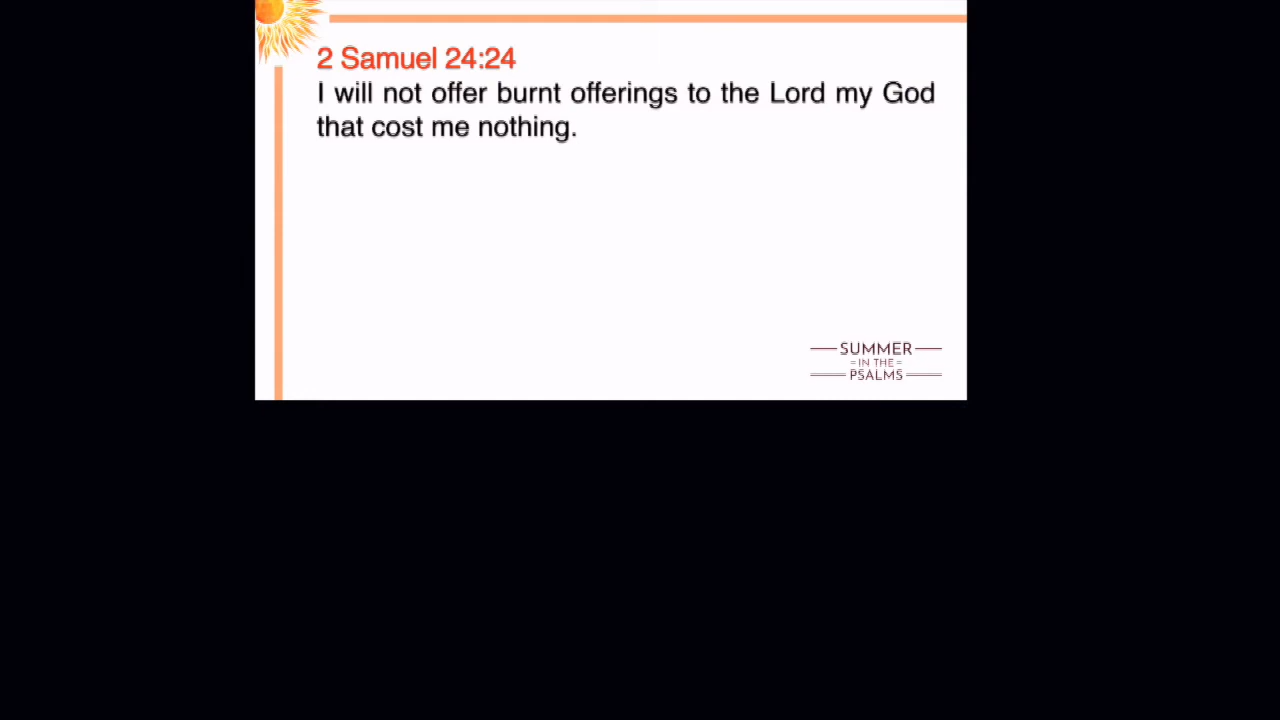 2 Samuel 24:24
I will not offer burnt offerings to the Lord my God
that cost me nothing.
SUMMER
IN THE
PSALMS